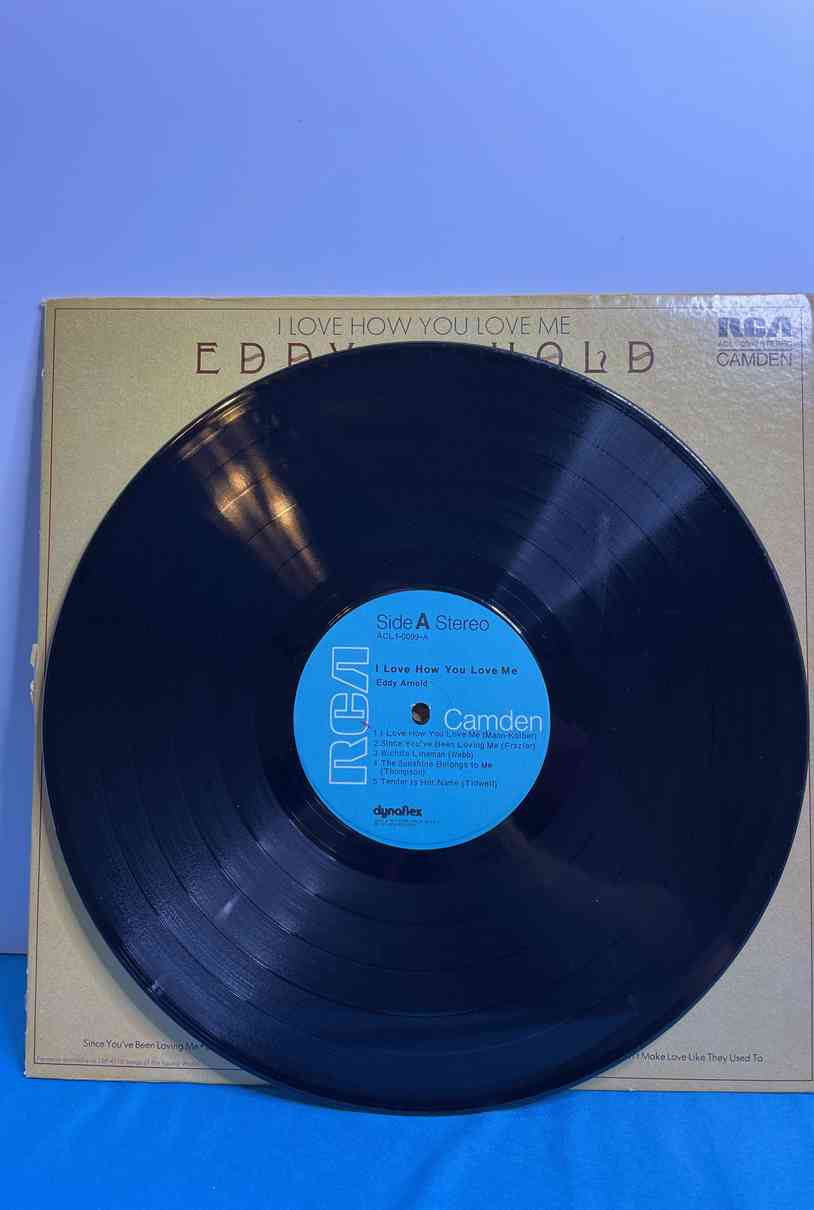 I LOVE HOW YOU LOVE ME
RCA
EDDY HOLD
STEREO
CAMDEN
Side A Stereo
ACL1-0099-A
RCA
I Love How You Love Me
Eddy Arnold
Camden
1 I Love How You Love Me (Mann-Kolber)
2 Since You've Been Loving Me (Frazier)
3 Wichita Lineman (Webb)
4 The Sunshine Belongs to Me
(Thompson)
5 Tender is Her Name (Tidwell)
dynaflex
Since You've Been Loving Me •
Make Love Like They Used To